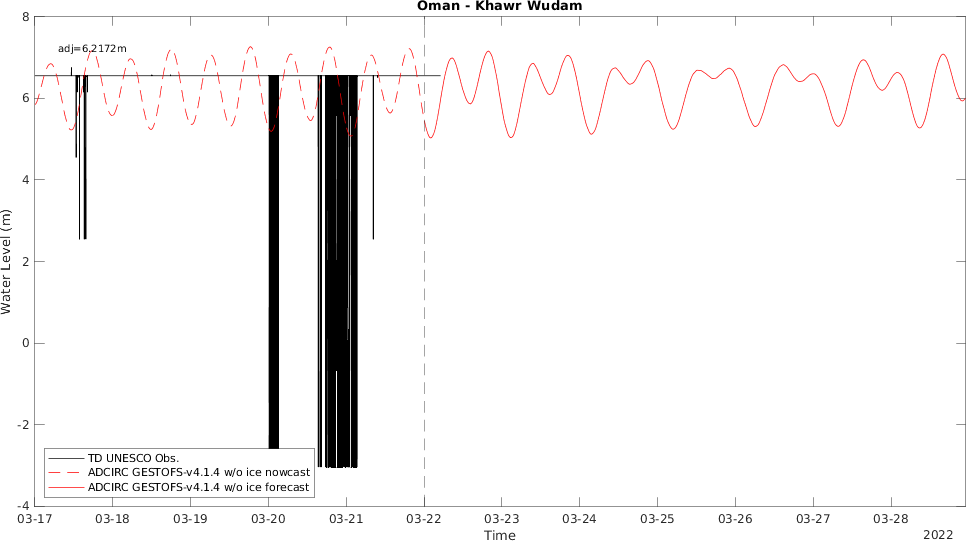 Oman - Khawr Wudam
8
adj=6.2172m
6
4
2
0
-2
-4
Water Level (m)
TD UNESCO Obs.
ADCIRC GESTOFS-v4.1.4 w/o ice nowcast
ADCIRC GESTOFS-v4.1.4 w/o ice forecast
03-17 03-18 03-19 03-20 03-21 03-22 03-23 03-24 03-25 03-26 03-27 03-28
Time
2022